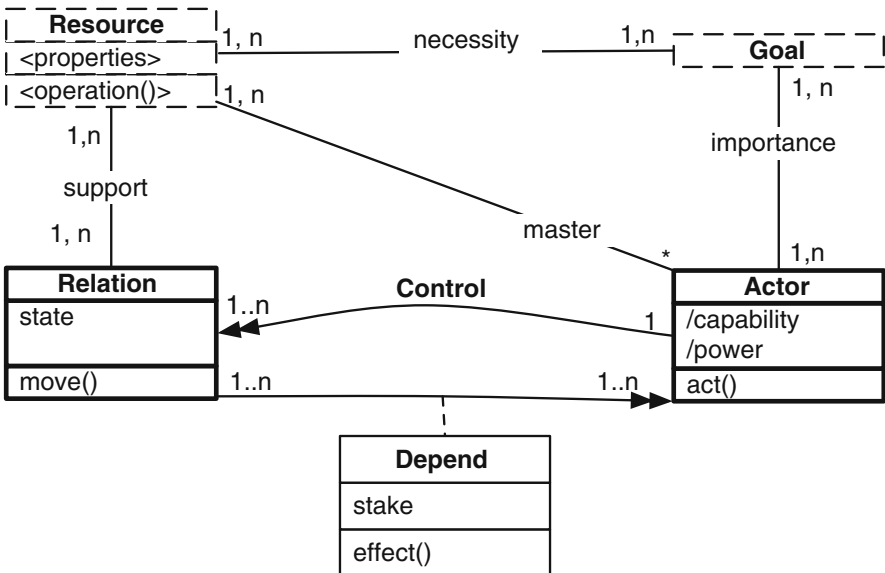 Resource
<properties>
<operation()>
1, n
necessity
1,n
Goal
1, n
1, n
importance
1,n
1,n
support
1, n
master
*
Relation
state
move()
1..n
Control
1
Actor
/capability
/power
act()
1..n
1..n
Depend
stake
effect()